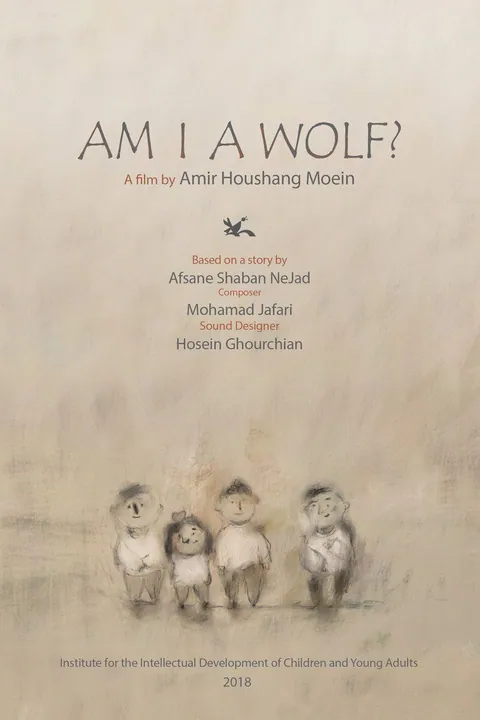 AM I A WOLF?
A film by Amir Houshang Moein
Based on a story by
Afsane Shaban NeJad
Composer
Mohamad Jafari
Sound Designer
Hosein Ghourchian
Institute for the Intellectual Development of Children and Young Adults
2018